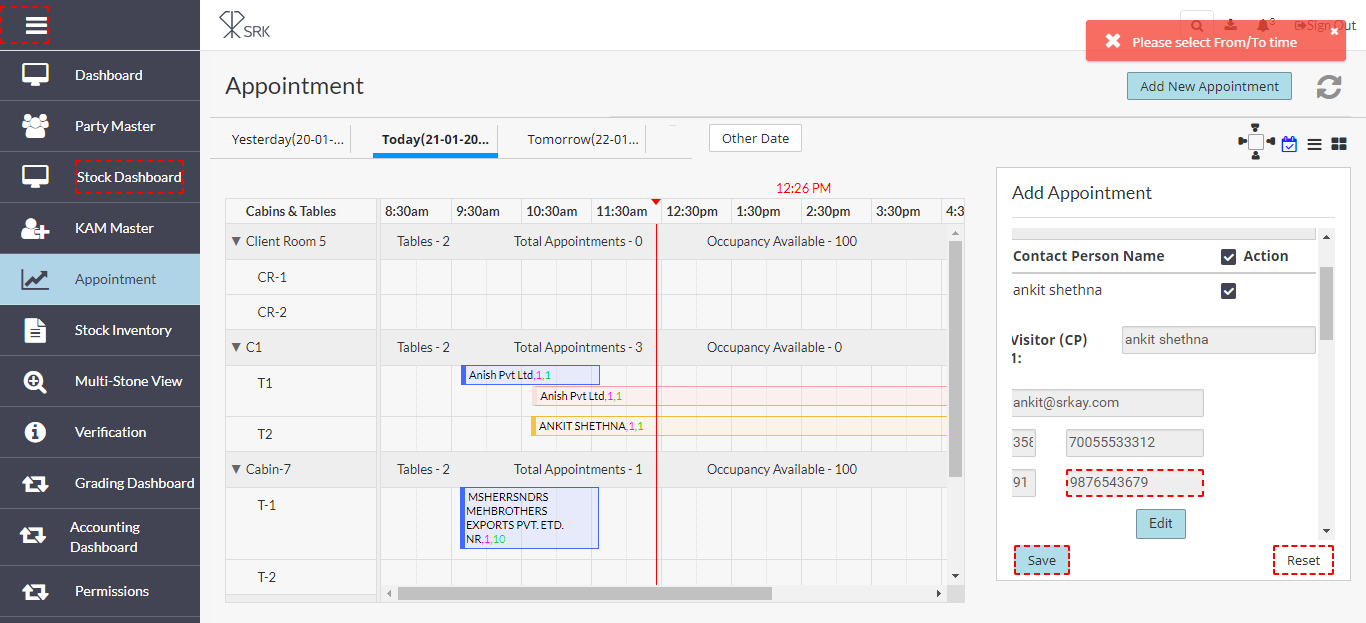 SRK
3
Sign Out
Please select From/To time
Dashboard
Party Master
Stock Dashboard
KAM Master
Appointment
Stock Inventory
Multi-Stone View
Verification
Grading Dashboard
Accounting
Dashboard
Permissions
Appointment
Add New Appointment
Yesterday(20-01-...
Today(21-01-20...
Tomorrow(22-01...
Other Date
12:26 PM
Cabins & Tables
8:30am 9:30am 10:30am 11:30am 12:30pm 1:30pm 2:30pm 3:30pm 4:3
Client Room 5 Tables - 2 Total Appointments - 0 Occupancy Available - 100
CR-1
CR-2
C1 Tables - 2 Total Appointments - 3 Occupancy Available - 0
T1
Anish Pvt Ltd,1,1
Anish Pvt Ltd,1,1
T2
ANKIT SHETHNA,1,1
Cabin-7 Tables - 2 Total Appointments - 1 Occupancy Available - 100
T-1
MSHERRSNDRS
MEHBROTHERS
EXPORTS PVT. ETD.
NR,1,10
T-2
Add Appointment
Contact Person Name Action
ankit shethna
Visitor (CP)
1:
ankit shethna
ankit@srkay.com
358 70055533312
91 9876543679
Edit
Save
Reset